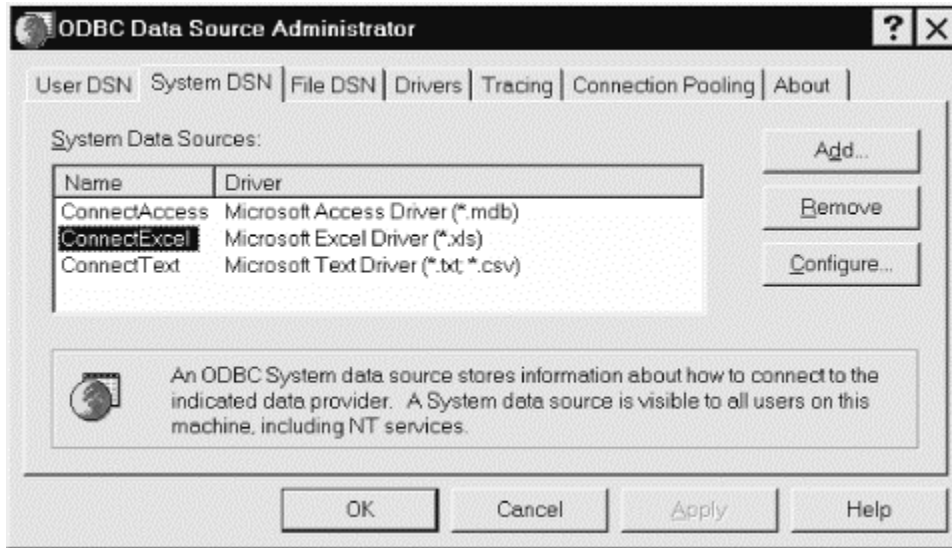 ODBC Data Source Administrator
User DSN System DSN File DSN Drivers Tracing Connection Pooling About
System Data Sources:
Add...
Name Driver
ConnectAccess Microsoft Access Driver (*.mdb)
Remove
ConnectExcel Microsoft Excel Driver (*.xls)
ConnectText Microsoft Text Driver (*.txt; *.csv)
Configure...
An ODBC System data source stores information about how to connect to the
indicated data provider. A System data source is visible to all users on this
machine, including NT services.
OK Cancel Apply Help